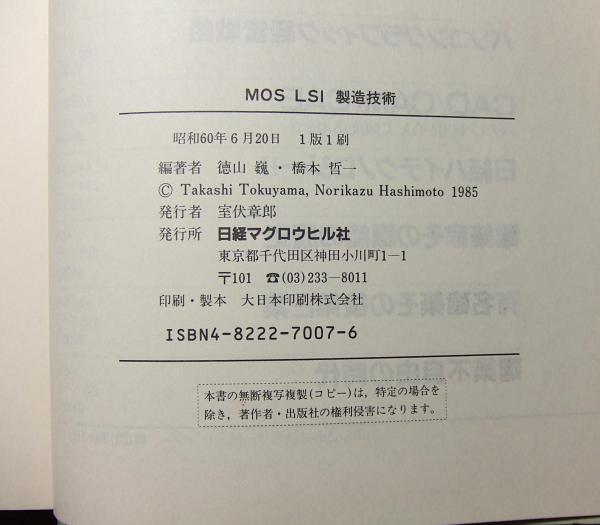 MOS LSI 製造技術
昭和60年6月20日 1版1刷
編著者 徳山 巍・橋本 哲一
© Takashi Tokuyama, Norikazu Hashimoto 1985
発行者 室伏章郎
発行所 日経マグロウヒル社
東京都千代田区神田小川町1−1
〒101 ☎(03)233−8011
印刷・製本 大日本印刷株式会社
ISBN4-8222-7007-6
本書の無断複写複製(コピー)は，特定の場合を
除き，著作者・出版社の権利侵害になります。